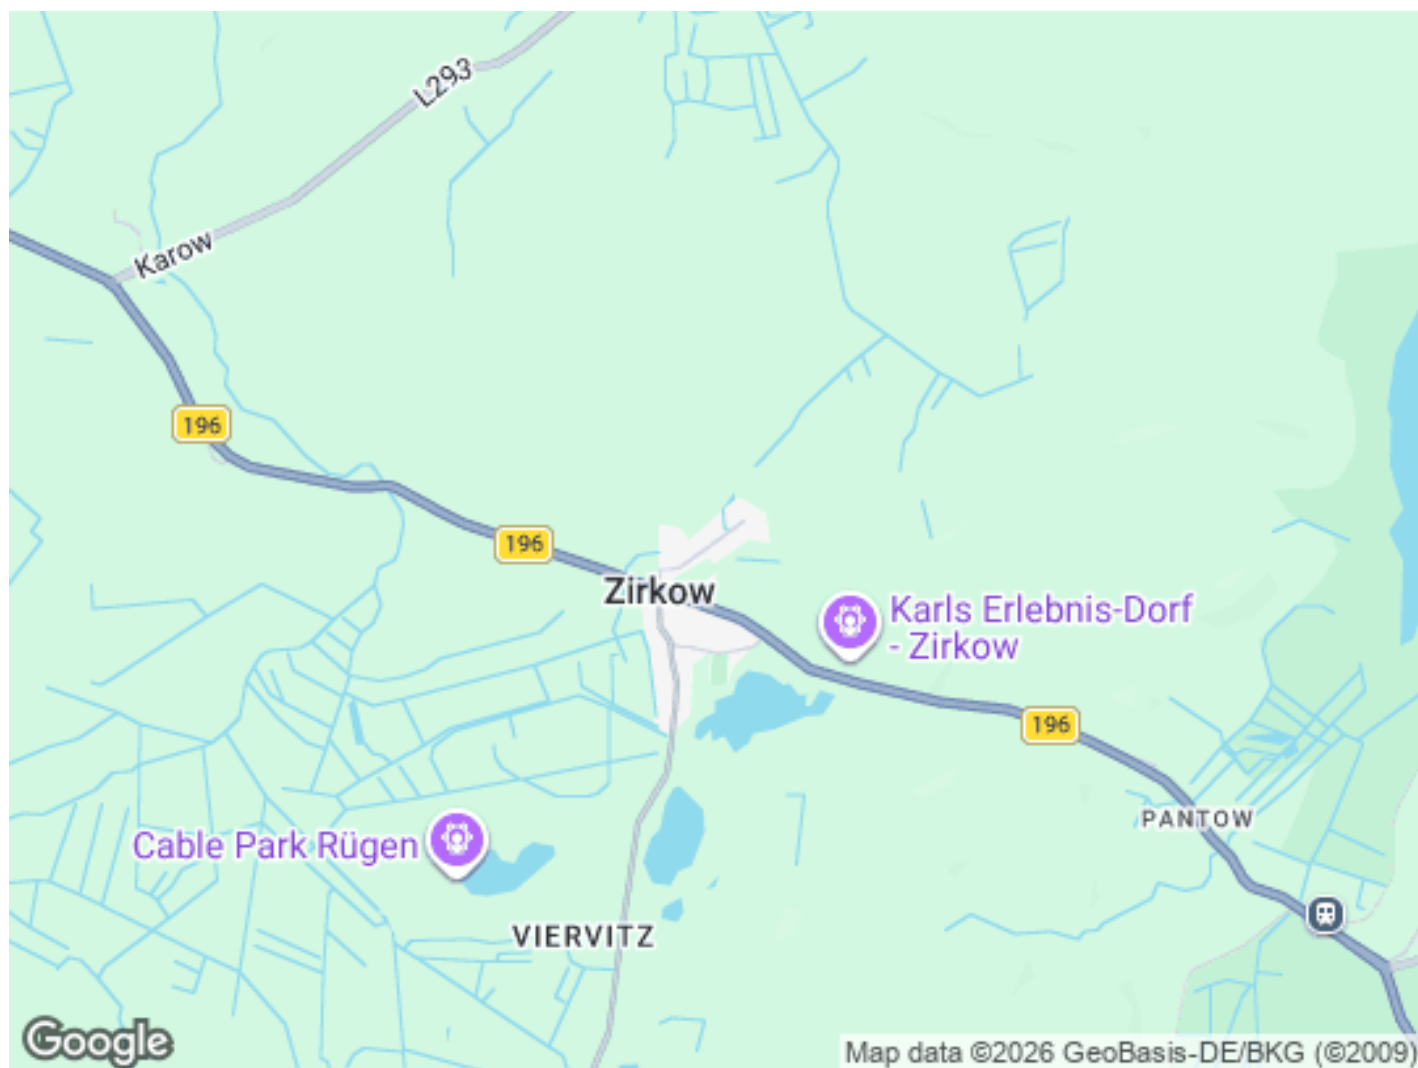 L293
Karow
196
196
Zirkow
Karls Erlebnis-Dorf
- Zirkow
196
PANTOW
Cable Park Rügen
VIERVITZ
Google
Map data ©2026 GeoBasis-DE/BKG (©2009)